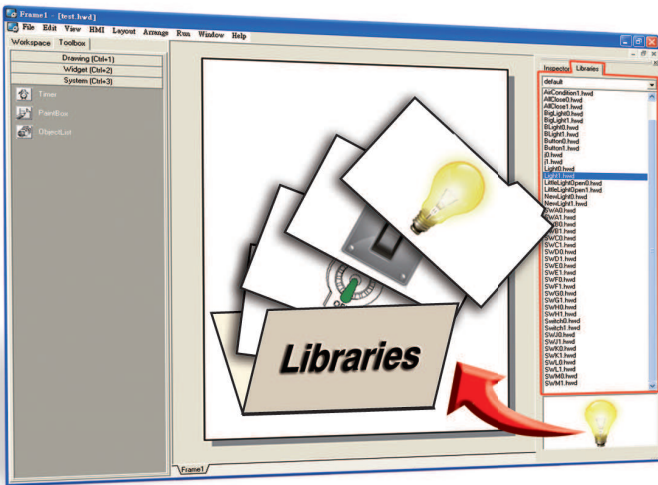 Frame1 - [test.hwd]
File Edit View HMI Layout Arrange Run Window Help
Workspace Toolbox
Drawing (Ctrl+1)
Widget (Ctrl+2)
System (Ctrl+3)
Timer
PaintBox
ObjectList
Libraries
Frame1
Inspector Libraries
default
AirCondition1.hwd
AllClose0.hwd
AllClose1.hwd
BigLight0.hwd
BigLight1.hwd
BLight0.hwd
BLight1.hwd
Button0.hwd
Button1.hwd
j0.hwd
j1.hwd
Light0.hwd
Light1.hwd
LittleLightOpen0.hwd
LittleLightOpen1.hwd
NewLight0.hwd
NewLight1.hwd
SWA0.hwd
SWA1.hwd
SWB1.hwd
SWC0.hwd
SWC1.hwd
SWD0.hwd
SWD1.hwd
SWE0.hwd
SWE1.hwd
SWF0.hwd
SWF1.hwd
SWG0.hwd
SWG1.hwd
SWH0.hwd
SWH1.hwd
Switch0.hwd
Switch1.hwd
SWJ0.hwd
SWJ1.hwd
SWK0.hwd
SWK1.hwd
SWL0.hwd
SWL1.hwd
SWM0.hwd
SWM1.hwd